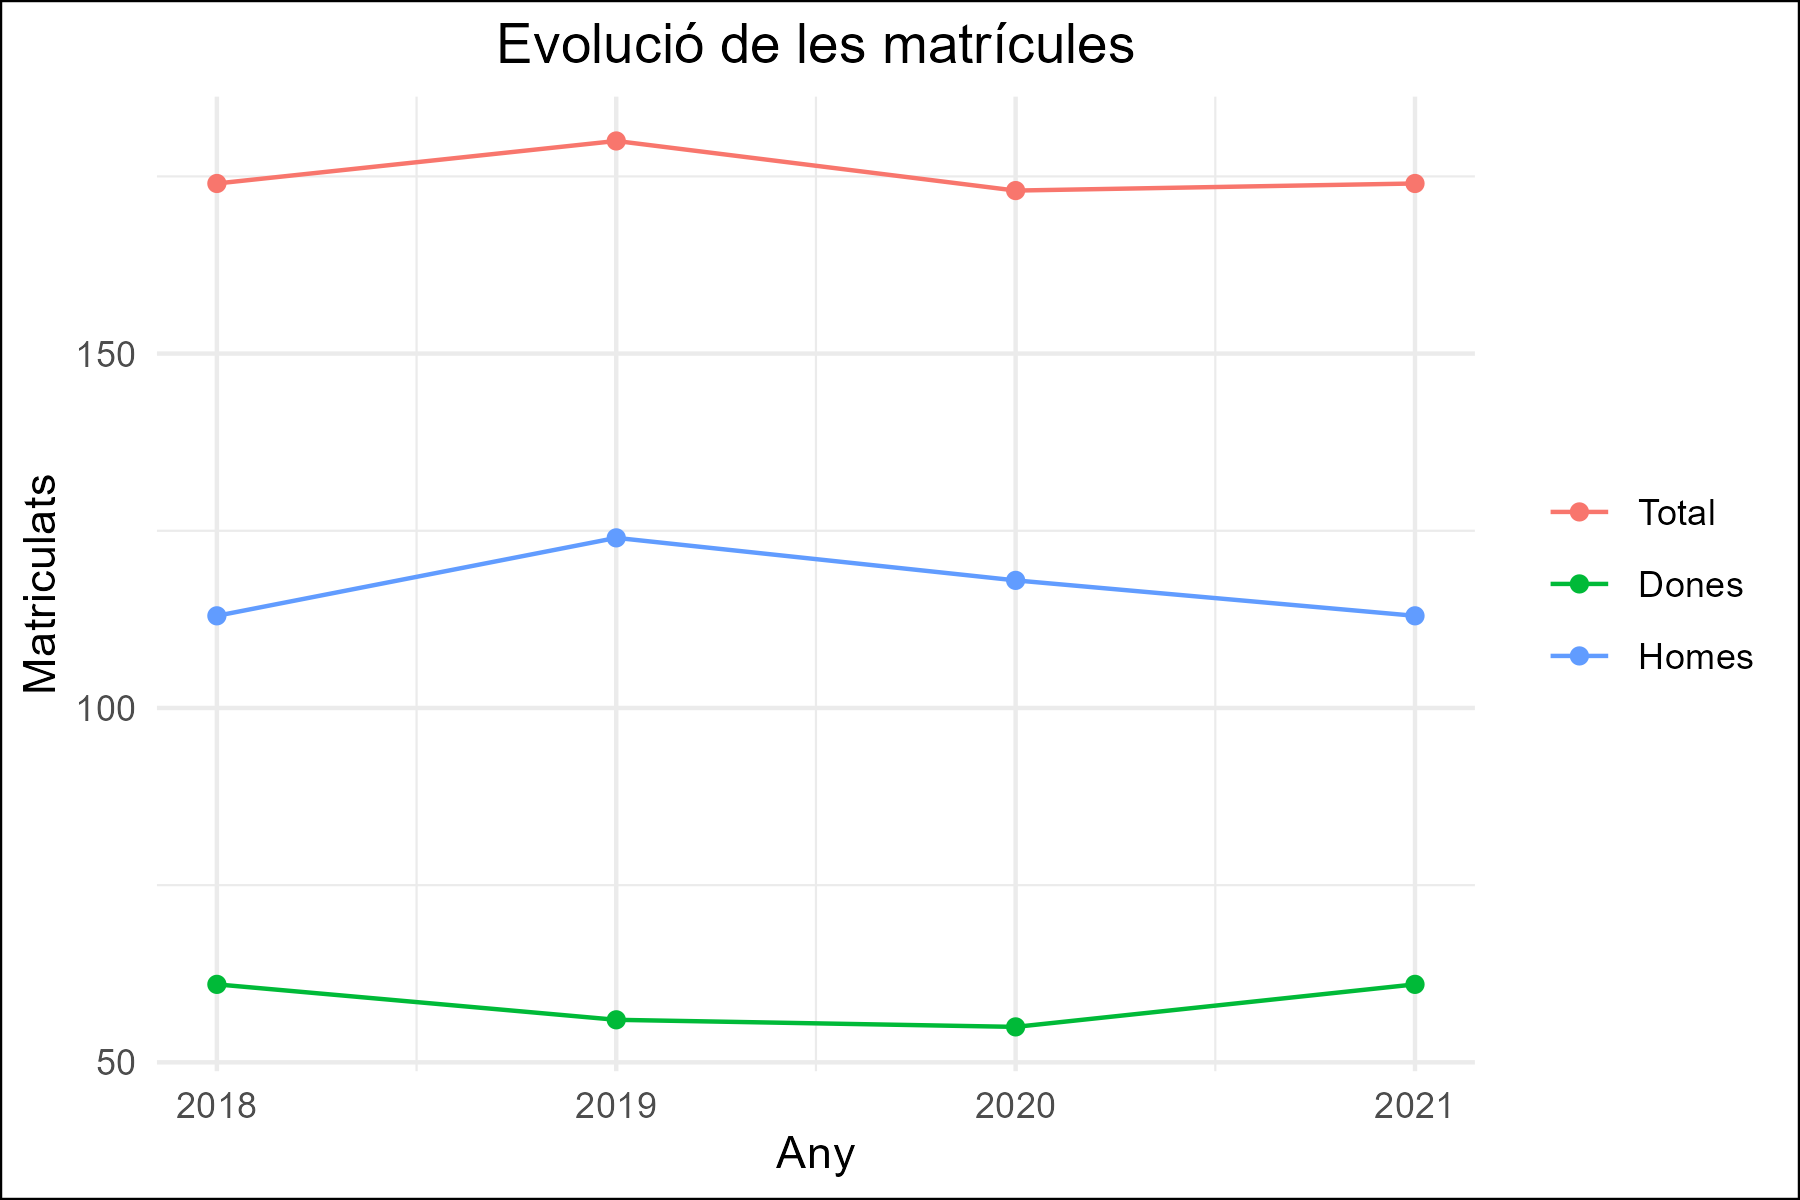 Evolució de les matrícules
Matriculats
150
100
50
2018 2019 2020 2021
Any
Total
Dones
Homes